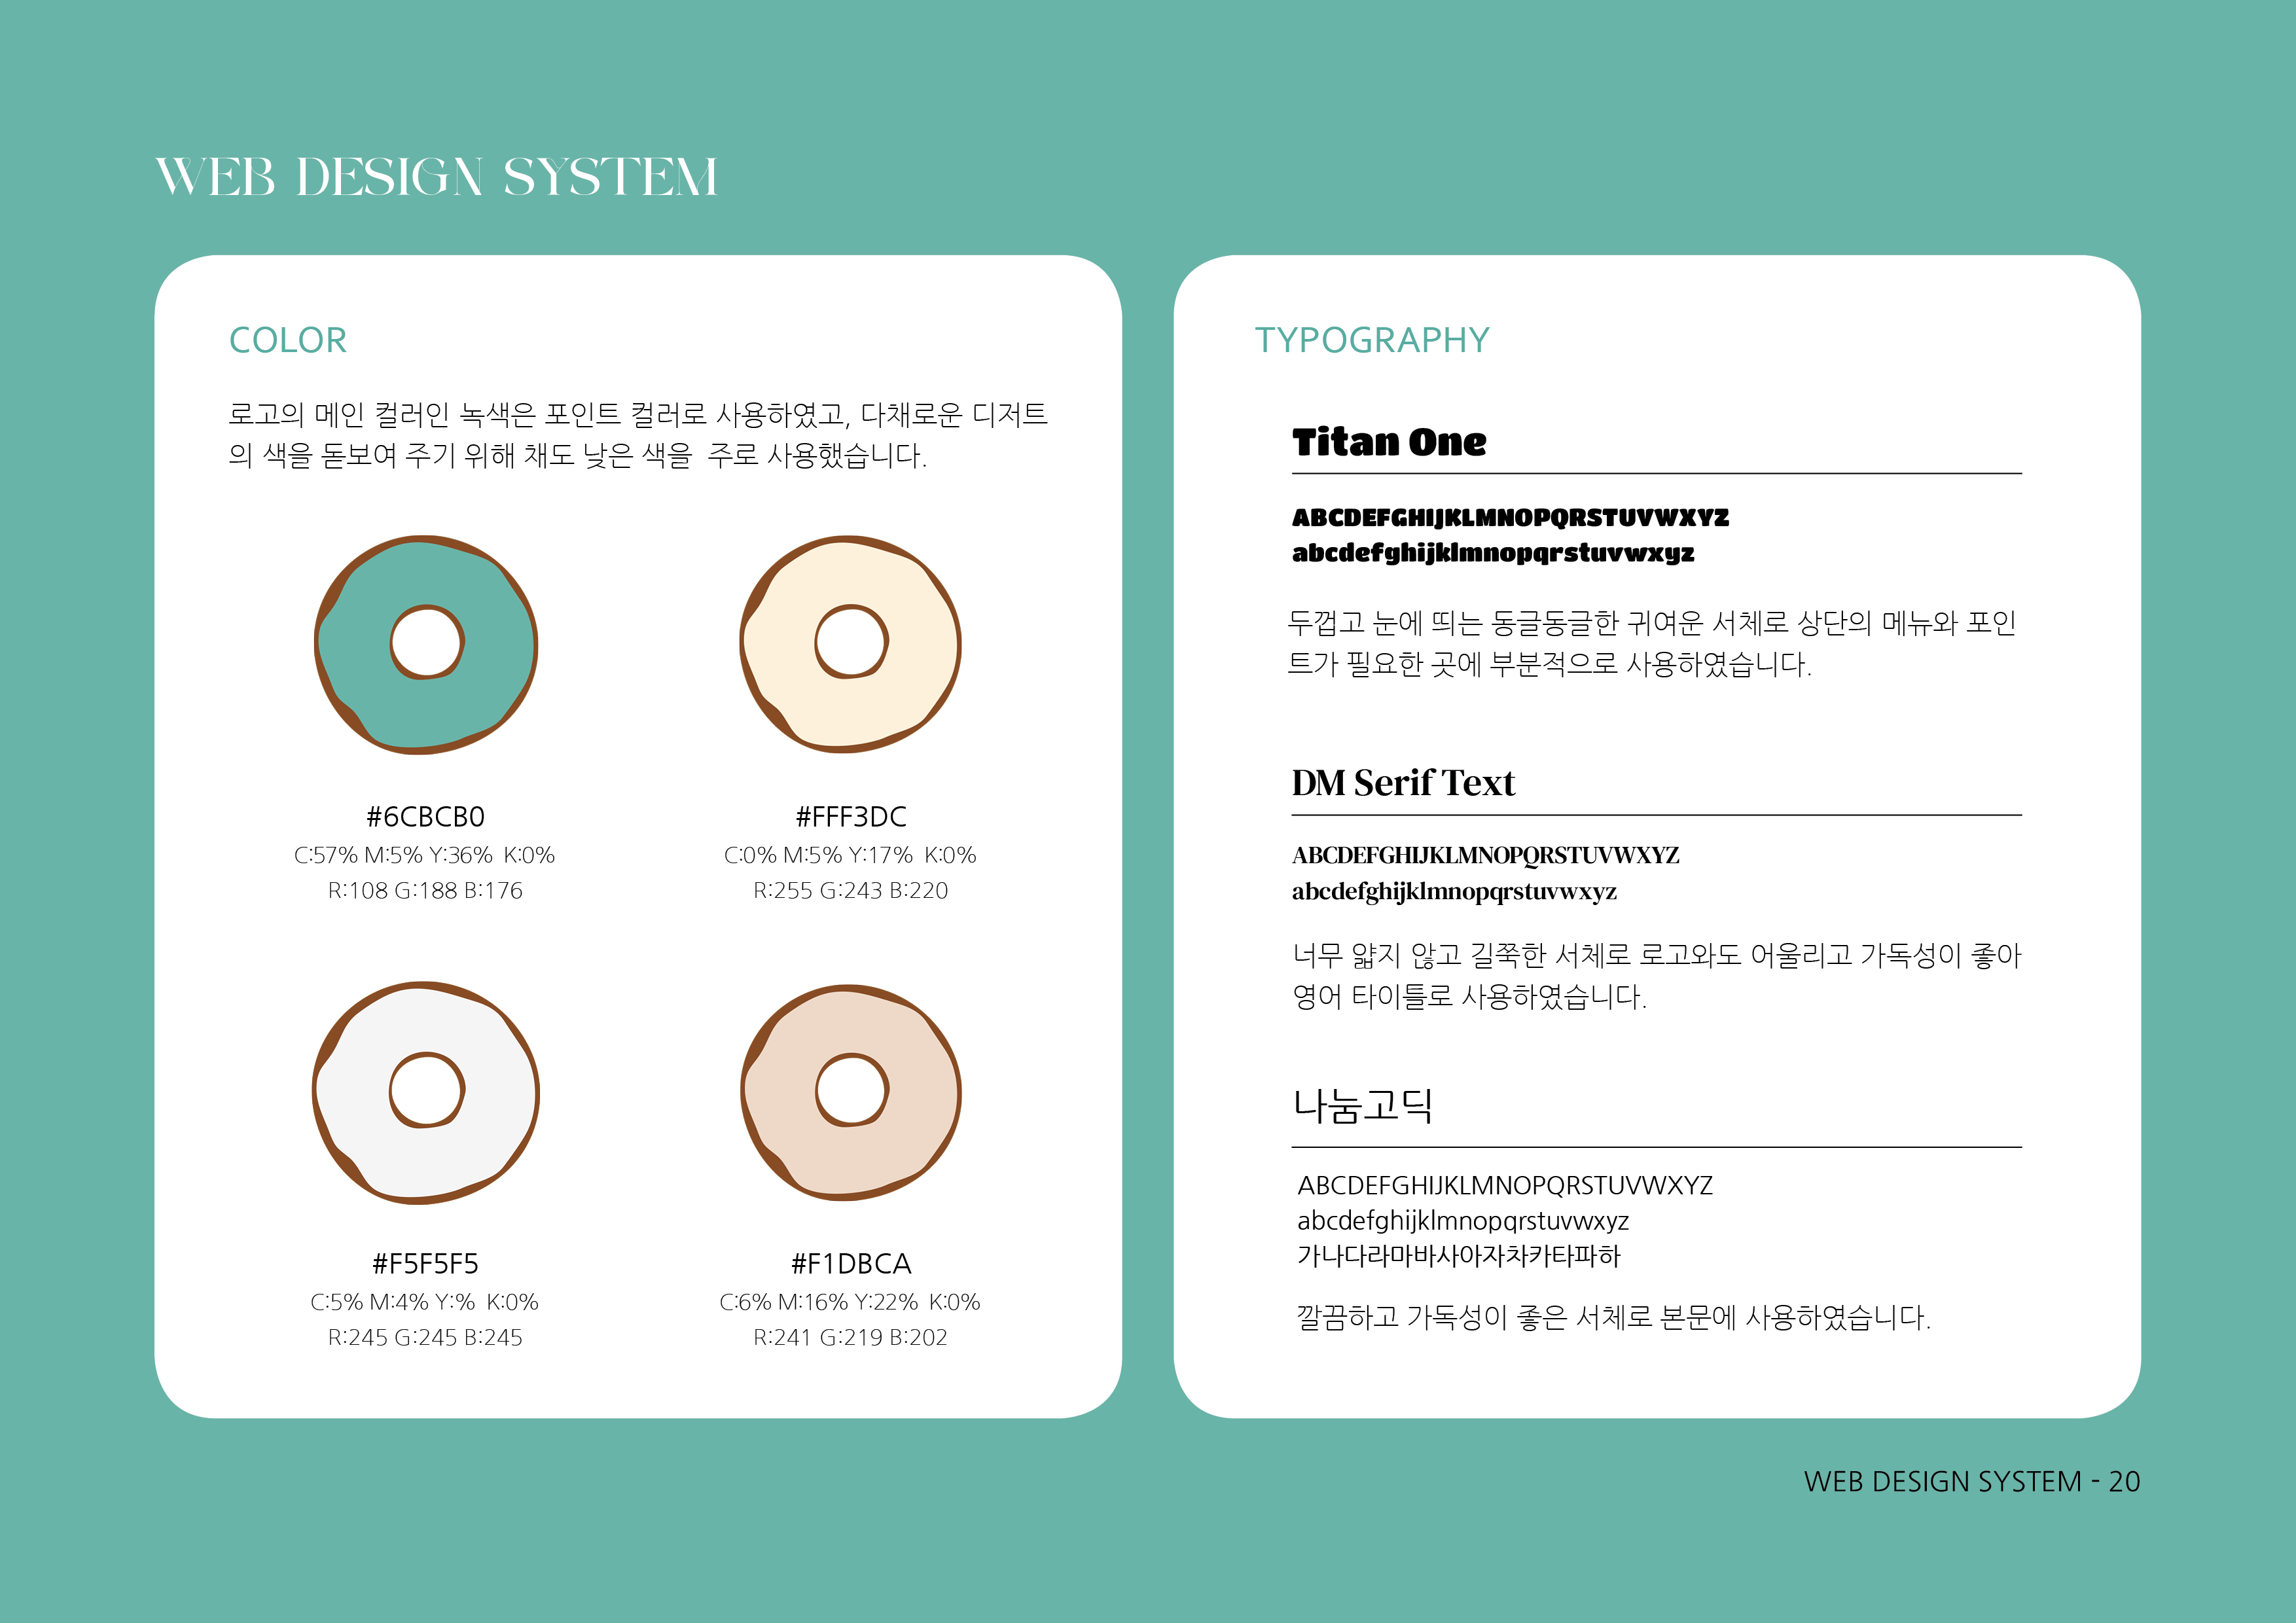 WEB DESIGN SYSTEM
COLOR
로고의 메인 컬러인 녹색은 포인트 컬러로 사용하였고, 다채로운 디저트
의 색을 돋보여 주기 위해 채도 낮은 색을 주로 사용했습니다.
#6CBCB0
C:57% M:5% Y:36% K:0%
R:108 G:188 B:176
#FFF3DC
C:0% M:5% Y:17% K:0%
R:255 G:243 B:220
#F5F5F5
C:5% M:4% Y:% K:0%
R:245 G:245 B:245
#F1DBCA
C:6% M:16% Y:22% K:0%
R:241 G:219 B:202
TYPOGRAPHY
Titan One
ABCDEFGHIJKLMNOPQRSTUVWXYZ
abcdefghijklmnopqrstuvwxyz
두껍고 눈에 띄는 동글동글한 귀여운 서체로 상단의 메뉴와 포인
트가 필요한 곳에 부분적으로 사용하였습니다.
DM Serif Text
ABCDEFGHIJKLMNOPQRSTUVWXYZ
abcdefghijklmnopqrstuvwxyz
너무 얇지 않고 길쭉한 서체로 로고와도 어울리고 가독성이 좋아
영어 타이틀로 사용하였습니다.
나눔고딕
ABCDEFGHIJKLMNOPQRSTUVWXYZ
abcdefghijklmnopqrstuvwxyz
가나다라마바사아자차카타파하
깔끔하고 가독성이 좋은 서체로 본문에 사용하였습니다.
WEB DESIGN SYSTEM - 20